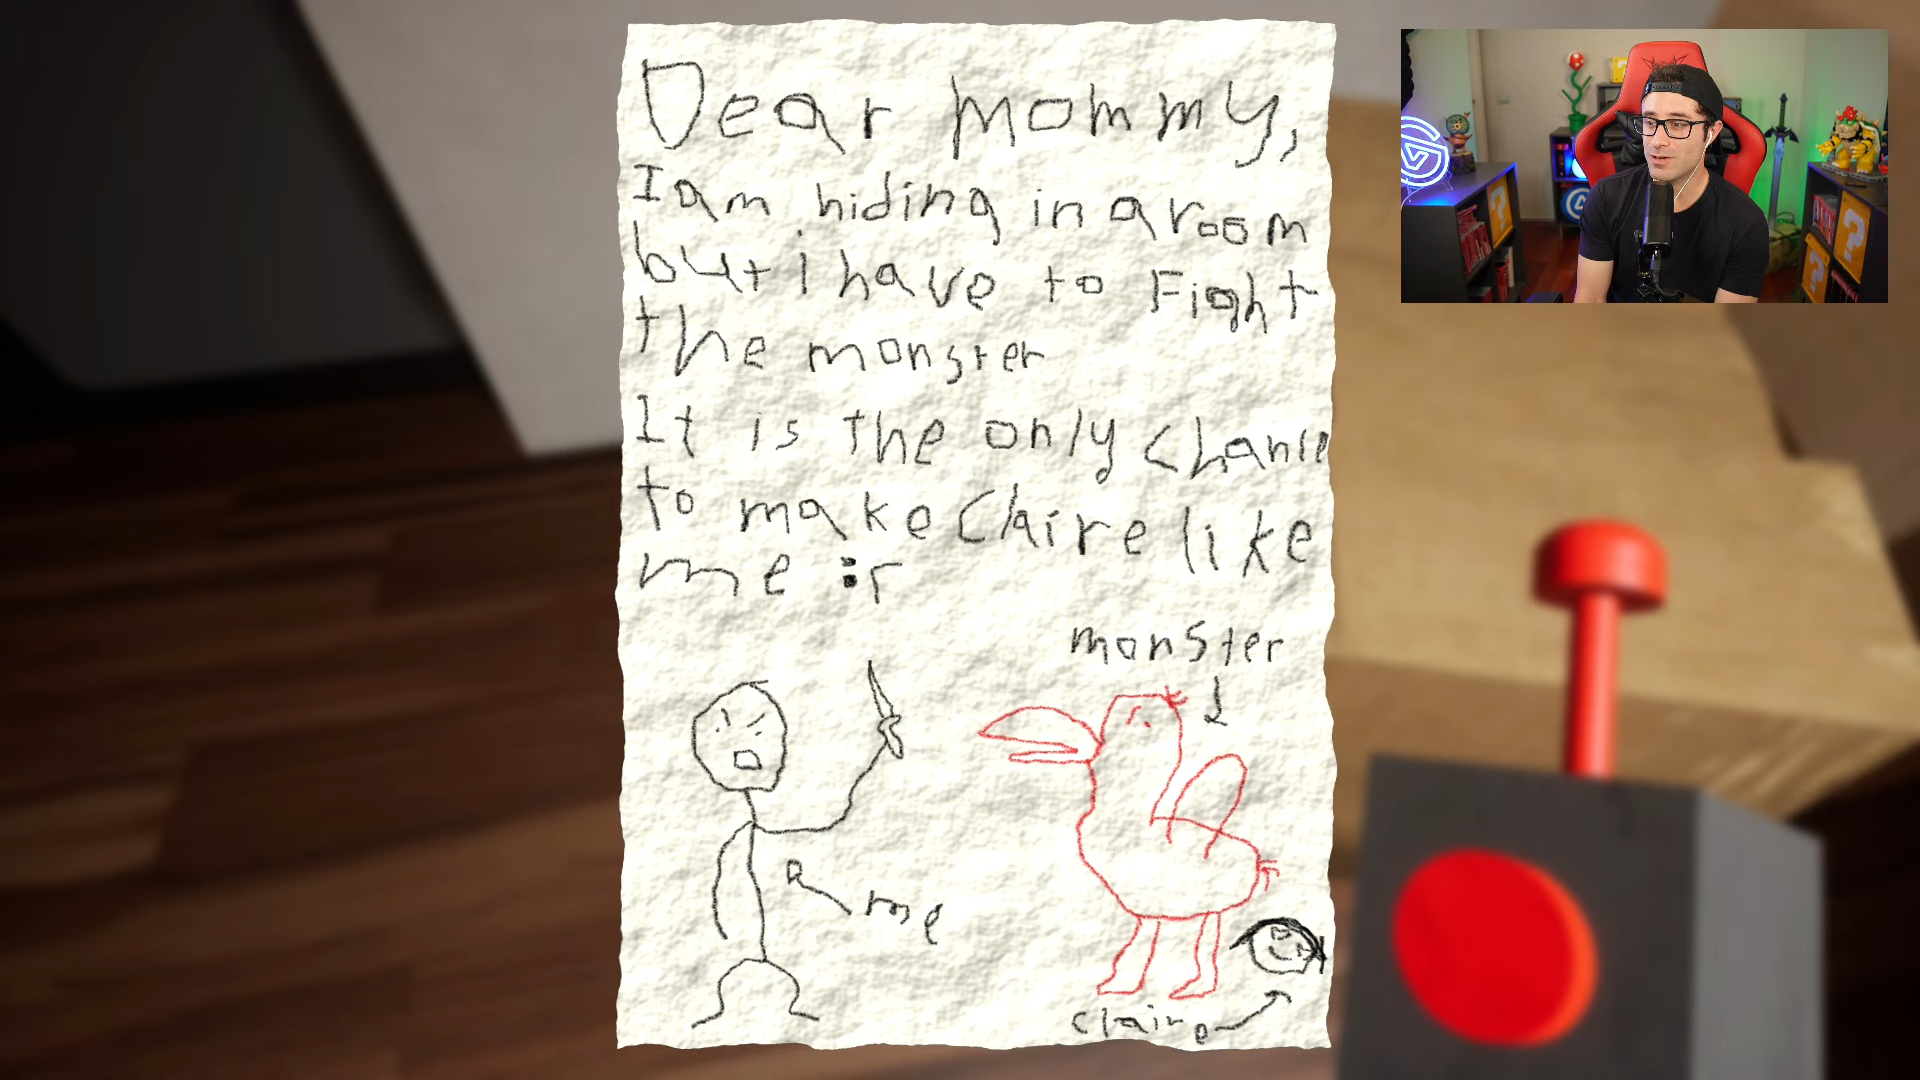 Dear mommy,
I am hiding in a room
but i have to Fight
the monster
It is the only chance
to make Claire like
me :r
monster
me
claire